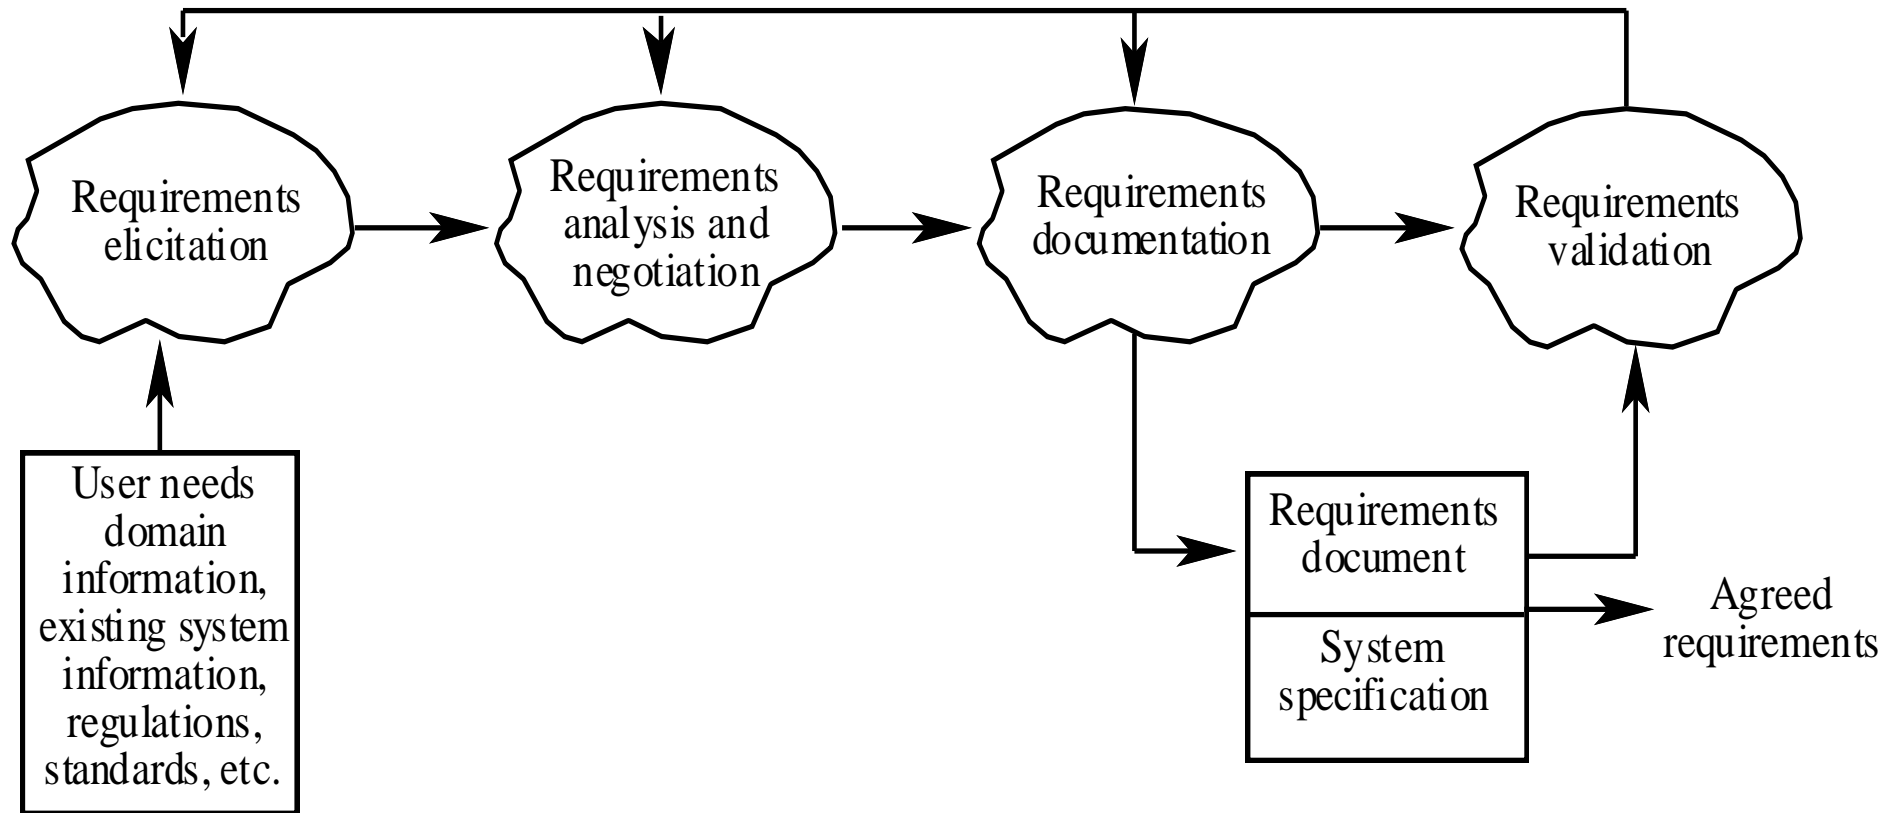 Requirements
elicitation
Requirements
analysis and
negotiation
Requirements
documentation
Requirements
validation
User needs
domain
information,
existing system
information,
regulations,
standards, etc.
Requirements
document
System
specification
Agreed
requirements